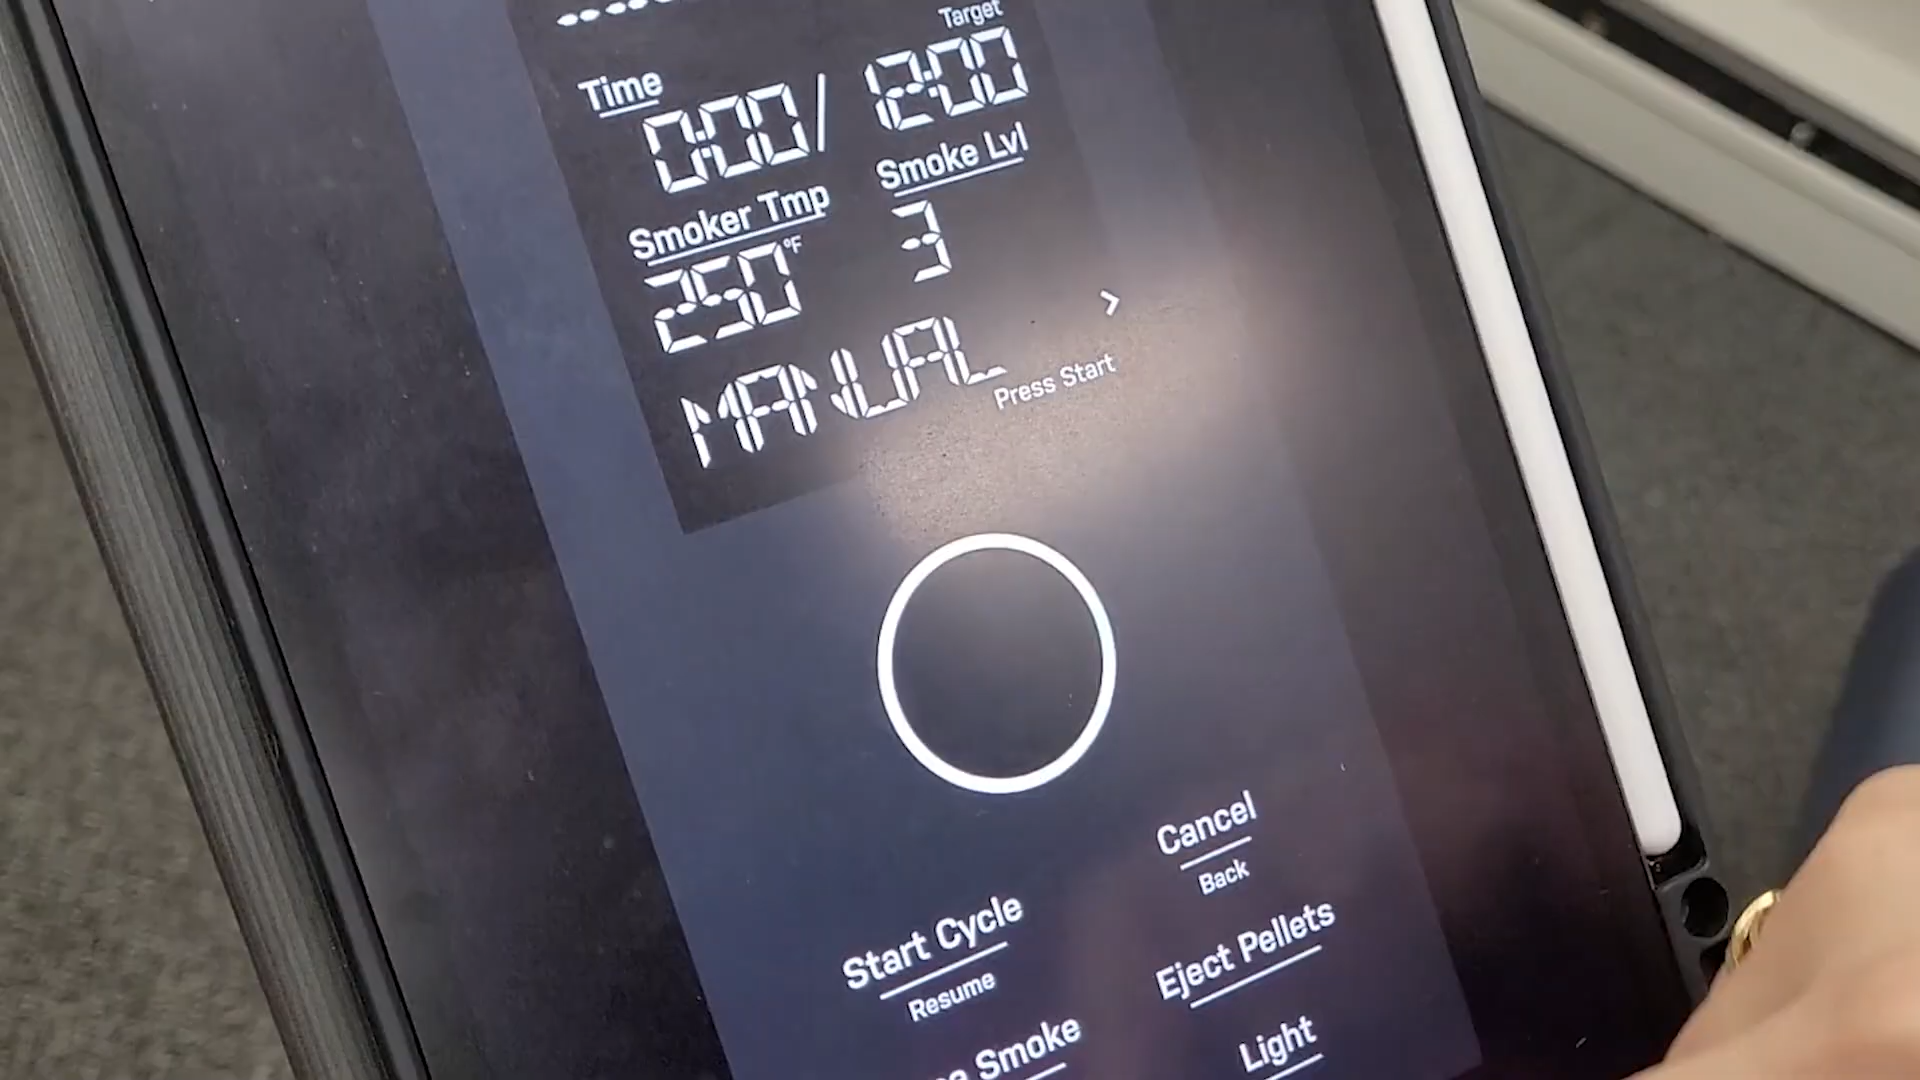 Target
Time
0:00/ 12:00
Smoker Tmp Smoke Lvl
250°F 3
>
MANUAL Press Start
Cancel
Back
Start Cycle
Resume
Eject Pellets
Smoke
Light